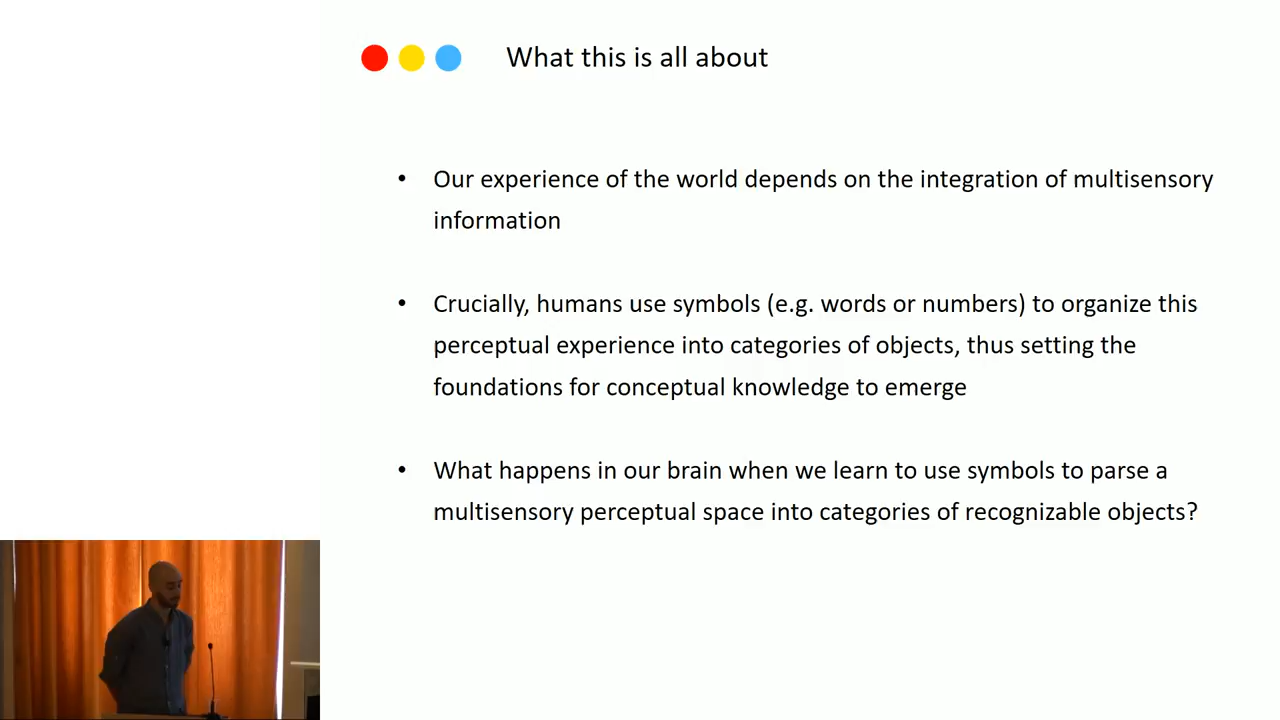 What this is all about
• Our experience of the world depends on the integration of multisensory
information
• Crucially, humans use symbols (e.g. words or numbers) to organize this
perceptual experience into categories of objects, thus setting the
foundations for conceptual knowledge to emerge
• What happens in our brain when we learn to use symbols to parse a
multisensory perceptual space into categories of recognizable objects?